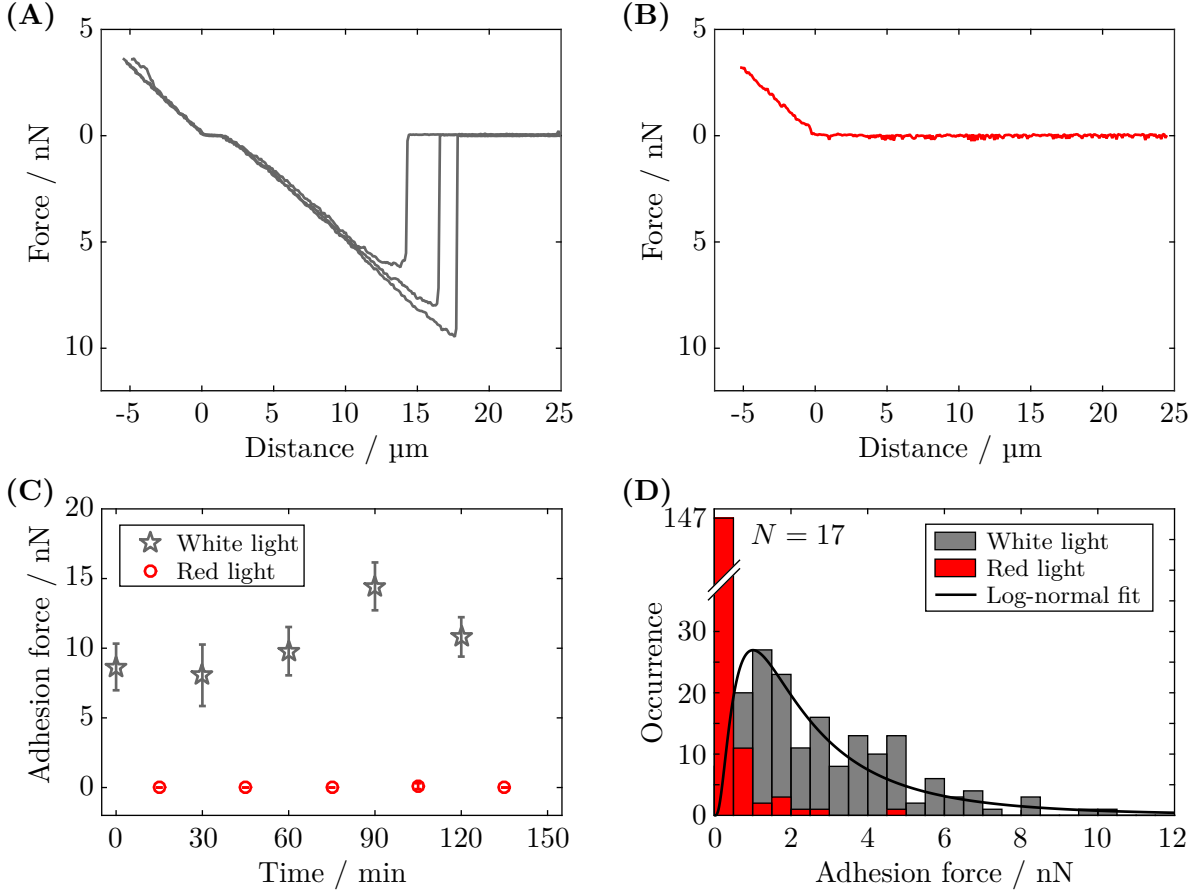 (A)
5
0
5
10
Force / nN
-5 0 5 10 15 20 25
Distance / µm
(B)
5
0
5
10
Force / nN
-5 0 5 10 15 20 25
Distance / µm
(C)
20
15
10
5
0
Adhesion force / nN
White light
Red light
0 30 60 90 120 150
Time / min
(D)
147
30
20
10
0
Occurrence
N = 17
White light
Red light
Log-normal fit
0 2 4 6 8 10 12
Adhesion force / nN